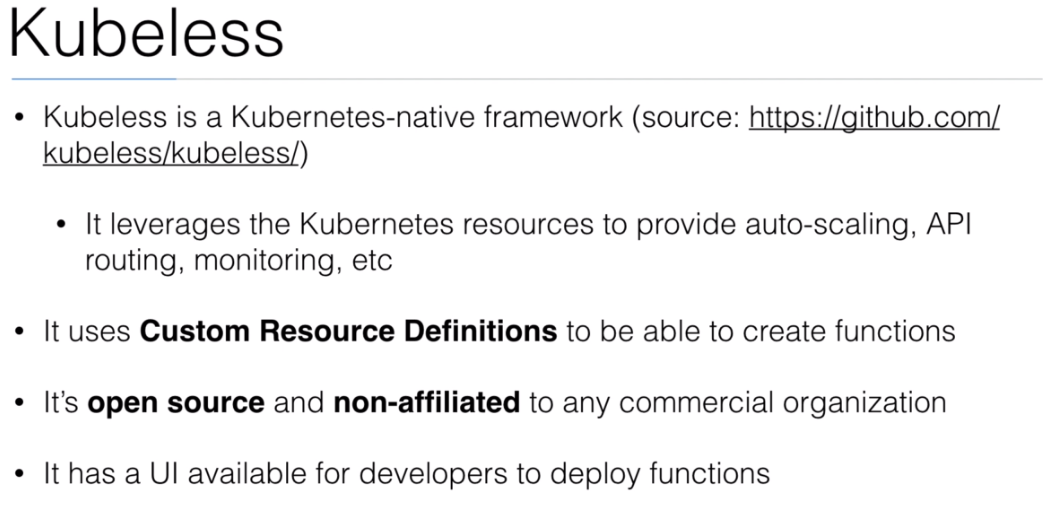 Kubeless
• Kubeless is a Kubernetes-native framework (source: https://github.com/
kubeless/kubeless/)
• It leverages the Kubernetes resources to provide auto-scaling, API
routing, monitoring, etc
• It uses Custom Resource Definitions to be able to create functions
• It's open source and non-affiliated to any commercial organization
• It has a UI available for developers to deploy functions